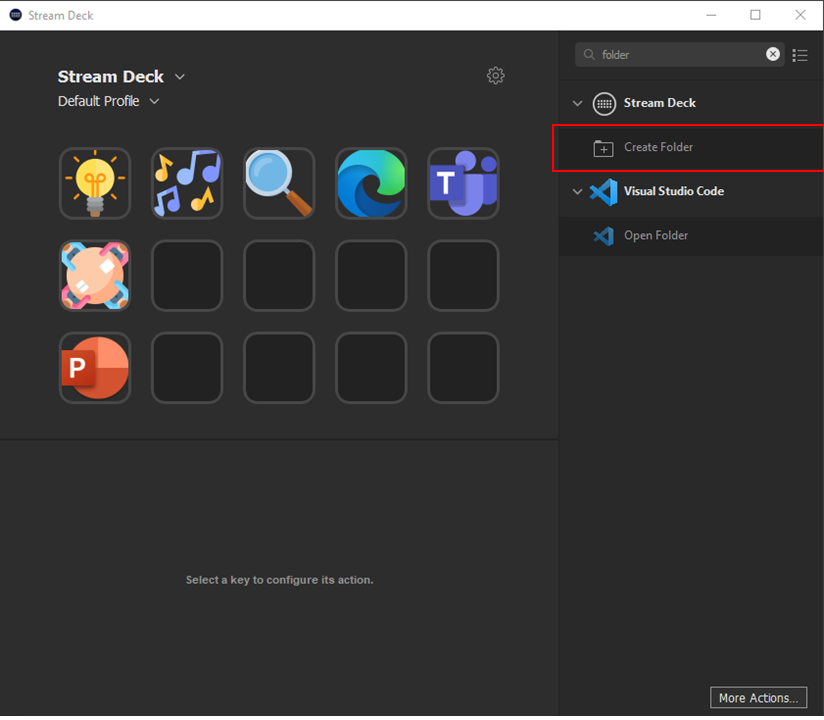 Stream Deck
Stream Deck
Default Profile
T
P
Select a key to configure its action.
folder
Stream Deck
Create Folder
Visual Studio Code
Open Folder
More Actions...